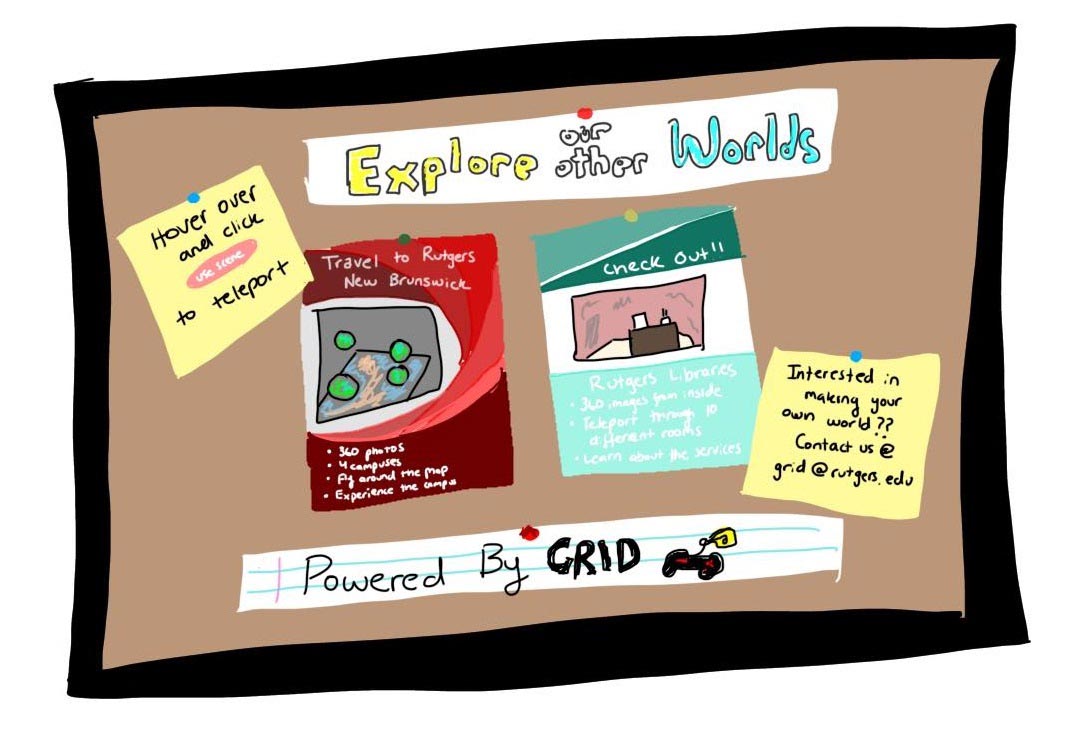 Explore our other Worlds
Hover over
and click
use scene
to teleport
Travel to Rutgers
New Brunswick
• 360 photos
• 4 campuses
• Fly around the map
• Experience the campus
Check Out!!
Rutgers Libraries
• 360 images from inside
• Teleport through 10
different rooms
• Learn about the services
Interested in
making your
own world??
Contact us @
grid@rutgers.edu
Powered By GRID